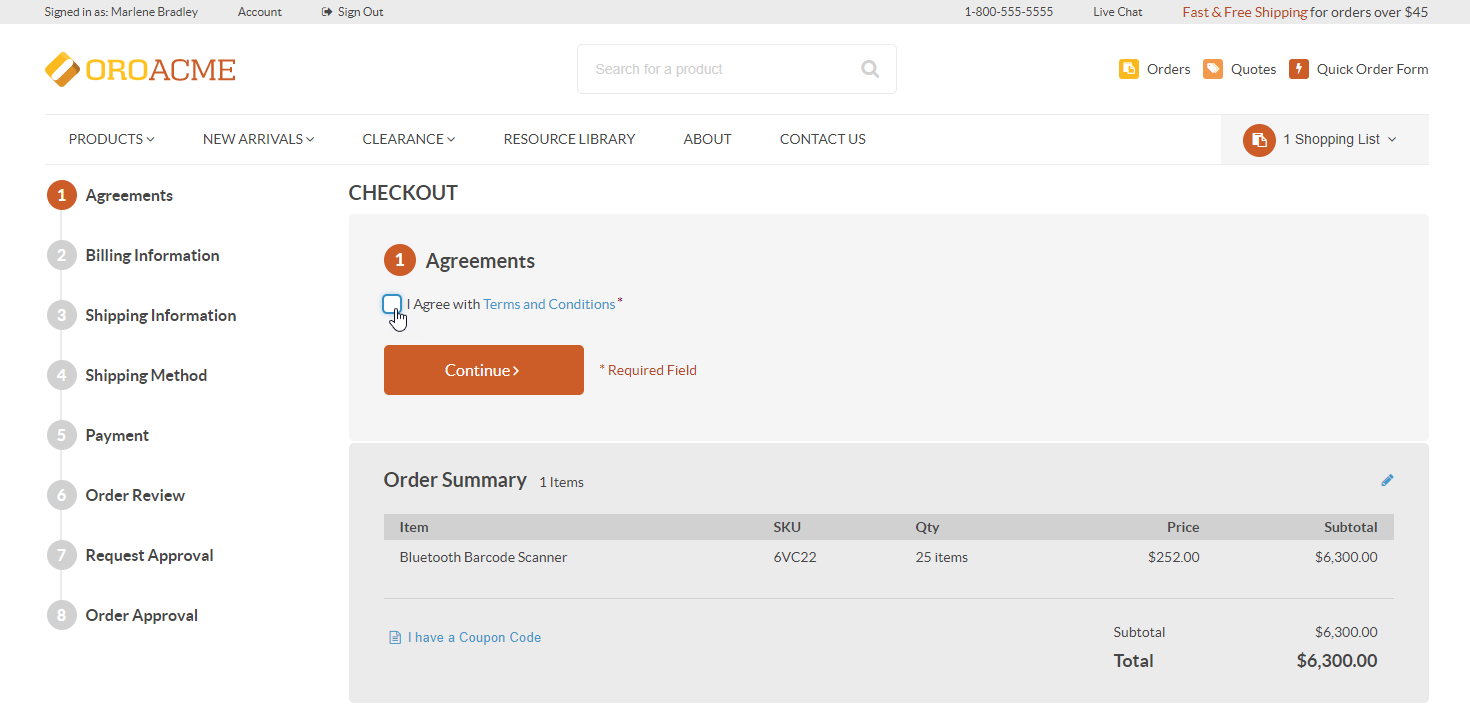 Signed in as: Marlene Bradley Account Sign Out 1-800-555-5555 Live Chat Fast & Free Shipping for orders over $45
OROACME Search for a product Orders Quotes Quick Order Form
PRODUCTS NEW ARRIVALS CLEARANCE RESOURCE LIBRARY ABOUT CONTACT US 1 Shopping List
1 Agreements
2 Billing Information
3 Shipping Information
4 Shipping Method
5 Payment
6 Order Review
7 Request Approval
8 Order Approval
CHECKOUT
1 Agreements
I Agree with Terms and Conditions *
Continue › * Required Field
Order Summary 1 Items
Item SKU Qty Price Subtotal
Bluetooth Barcode Scanner 6VC22 25 items $252.00 $6,300.00
I have a Coupon Code
Subtotal $6,300.00
Total $6,300.00